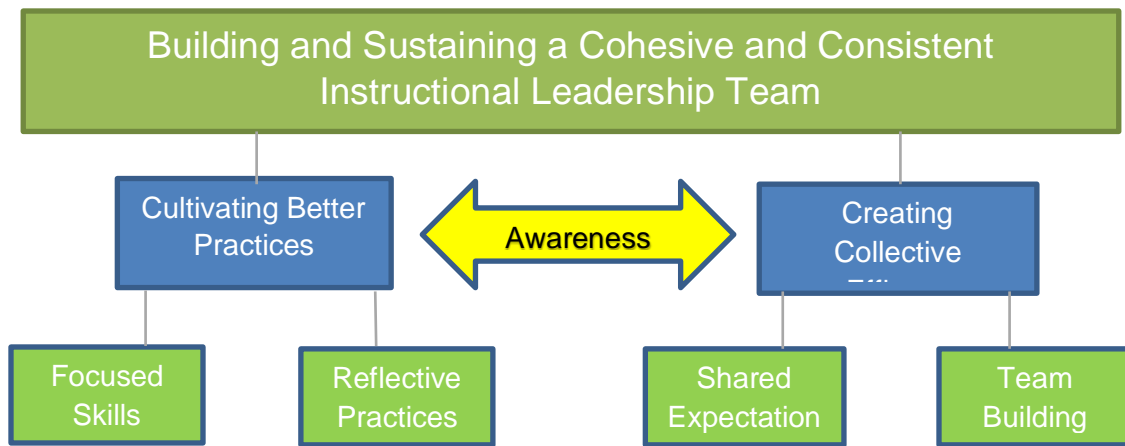 Building and Sustaining a Cohesive and Consistent
Instructional Leadership Team
Cultivating Better
Practices
Awareness
Creating
Collective
Focused
Skills
Reflective
Practices
Shared
Expectation
Team
Building